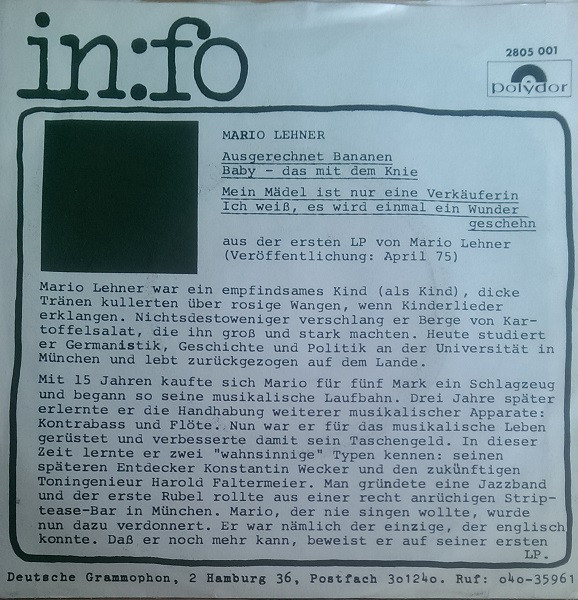 in:fo
2805 001
polydor
MARIO LEHNER
Ausgerechnet Bananen
Baby - das mit dem Knie
Mein Mädel ist nur eine Verkäuferin
Ich weiß, es wird einmal ein Wunder
geschehn
aus der ersten LP von Mario Lehner
(Veröffentlichung: April 75)
Mario Lehner war ein empfindsames Kind (als Kind), dicke
Tränen kullerten über rosige Wangen, wenn Kinderlieder
erklangen. Nichtsdestoweniger verschlang er Berge von Kar-
toffelsalat, die ihn groß und stark machten. Heute studiert
er Germanistik, Geschichte und Politik an der Universität in
München und lebt zurückgezogen auf dem Lande.
Mit 15 Jahren kaufte sich Mario für fünf Mark ein Schlagzeug
und begann so seine musikalische Laufbahn. Drei Jahre später
erlernte er die Handhabung weiterer musikalischer Apparate:
Kontrabass und Flöte. Nun war er für das musikalische Leben
gerüstet und verbesserte damit sein Taschengeld. In dieser
Zeit lernte er zwei "wahnsinnige" Typen kennen: seinen
späteren Entdecker Konstantin Wecker und den zukünftigen
Toningenieur Harold Faltermeier. Man gründete eine Jazzband
und der erste Rubel rollte aus einer recht anrüchigen Strip-
tease-Bar in München. Mario, der nie singen wollte, wurde
nun dazu verdonnert. Er war nämlich der einzige, der englisch
konnte. Daß er noch mehr kann, beweist er auf seiner ersten
LP.
Deutsche Grammophon, 2 Hamburg 36, Postfach 3o124o. Ruf: o4o-35961